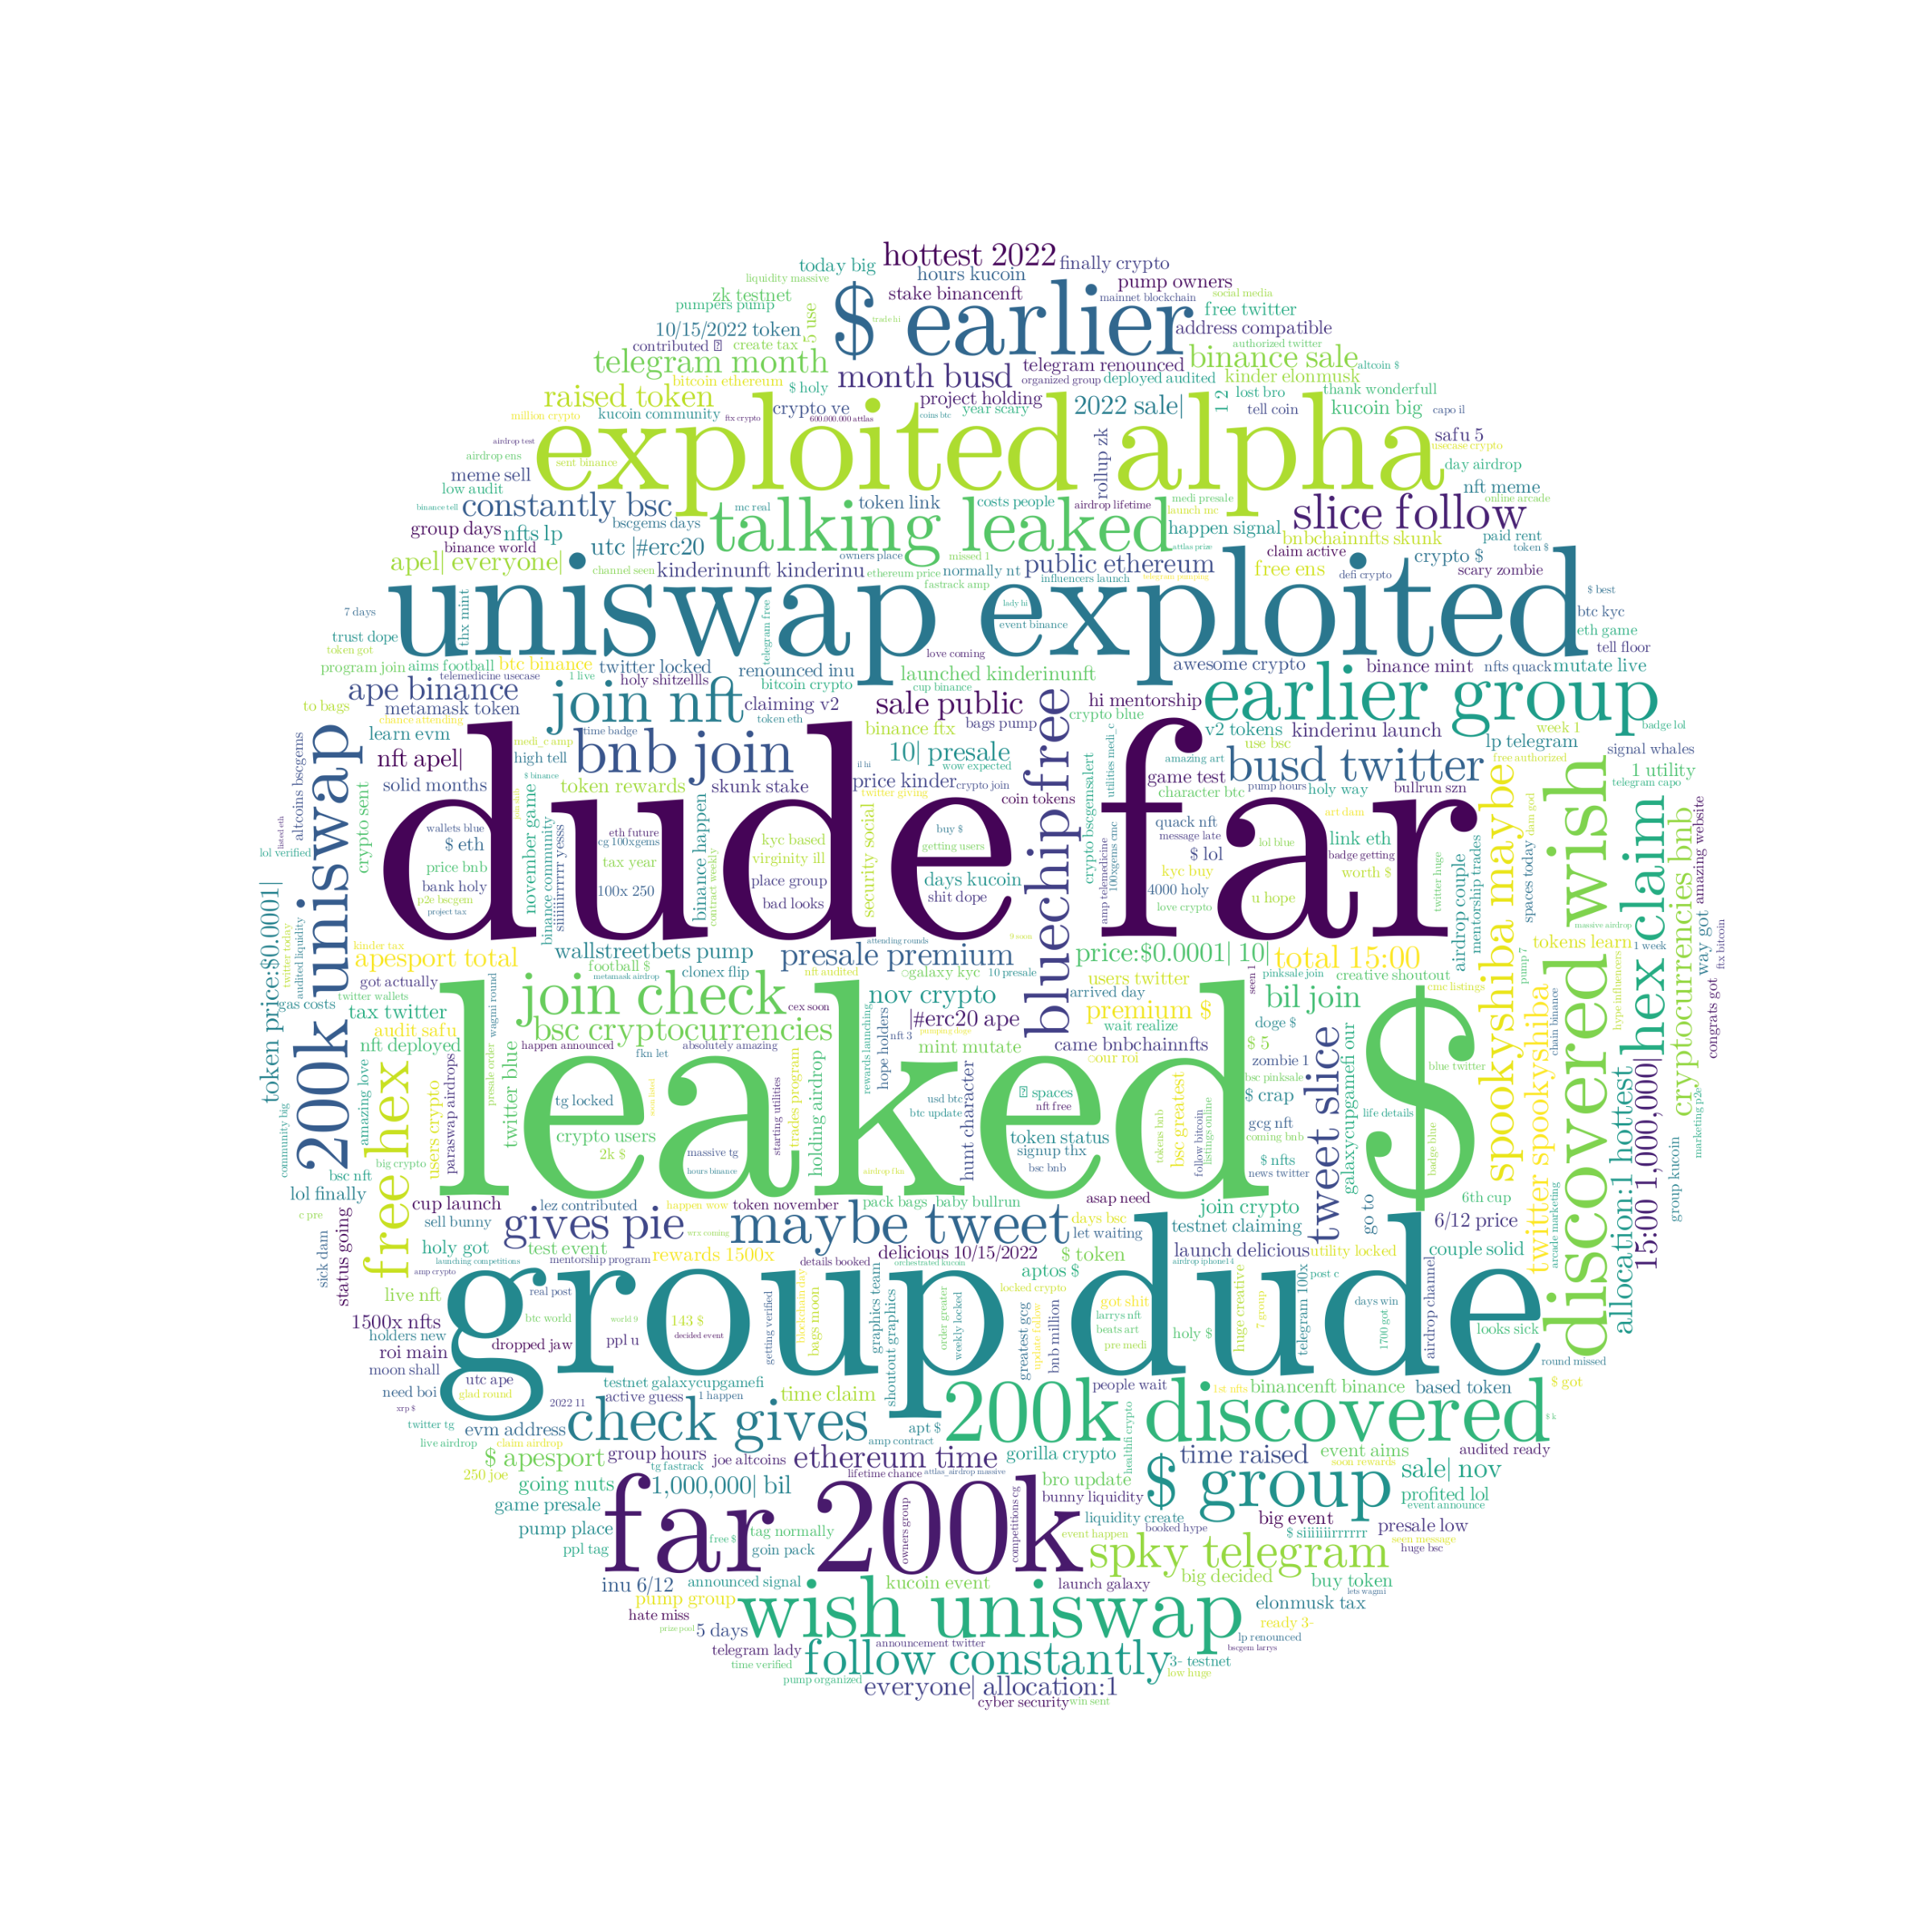 hottest 2022
today big
finally crypto
hours kucoin
liquidity massive
pump owners
stake binancenft
zk testnet
mainnet blockchain
social media
pumpers pump
free twitter
$ earlier
5 use
trade hi
10/15/2022 token
address compatible
contributed
create tax
authorized twitter
telegram month
binance sale
telegram renounced
altcoin $
month busd
bitcoin ethereum
organized group
deployed audited
kinder elonmusk
$ holy
raised token
project holding
year scary
2022 sale|
1 2
lost bro
thank wonderfull
million crypto
kucoin community
crypto ve
ftx crypto
600.000.000 attlas
coins btc
tell coin
kucoin big
capo il
exploited alpha
airdrop test
safu 5
usecase crypto
airdrop ens
sent binance
rollup zk
day airdrop
meme sell
low audit
nft meme
constantly bsc
token link
costs people
airdrop lifetime
medi presale
online arcade
binance tell
bscgems days
mc real
launch mc
slice follow
group days
nfts lp
talking leaked
happen signal
bnbchainnfts skunk
paid rent
token $
binance world
utc |#erc20
owners place
missed 1
attlas prize
claim active
crypto $
apel| everyone|
channel seen
kinderinunft kinderinu
ethereum price
normally nt
public ethereum
free ens
defi crypto
scary zombie
fastrack amp
influencers launch
uniswap exploited
7 days
thx mint
telegram free
lady hi
event binance
$ best
btc kyc
trust dope
eth game
token got
love coming
tell floor
program join
aims football
btc binance
twitter locked
renounced inu
launched kinderinunft
awesome crypto
binance mint
nfts quack
mutate live
telemedicine usecase
1 live
holy shitzellls
bitcoin crypto
cup binance
ape binance
join nft
claiming v2
sale public
hi mentorship
earlier group
to bags
metamask token
chance attending
token eth
bags pump
crypto blue
badge lol
learn evm
time badge
binance ftx
v2 tokens
kinderinu launch
week 1
nft apel|
medi_c amp
bnb join
10| presale
use bsc
busd twitter
lp telegram
signal whales
high tell
il hi
wow expected
amazing art
free authorized
telegram capo
solid months
token rewards
skunk stake
price kinder
crypto join
game test
pump hours
holy way
bullrun szn
1 utility
200k uniswap
altcoins bscgems
dude far
bluechip free
spookyshiba maybe
discovered wish
hex claim
cryptocurrencies bnb
amazing website
listed eth
crypto sent
wallets blue
eth future
cg 100xgems
kyc based
buy $
coin tokens
character btc
quack nft
art dam
$ eth
tax year
virginity ill
getting users
message late
link eth
lol verified
price bnb
place group
days kucoin
$ lol
lol blue
badge getting
bank holy
100x 250
bad looks
shit dope
kyc buy
worth $
p2e bscgem
4000 holy
u hope
project tax
love crypto
november game
binance community
siiiiiirrrrrr yesss
binance happen
contract weekly
security social
crypto bscgemsalert
utilities medi_c
100xpgems cmc
amp telemedicine
twitter huge
airdrop couple
mentorship trades
spaces today
dam god
massive airdrop
token price:$0.0001|
audited liquidity
twitter today
kinder tax
apesport total
wallstreetbets pump
attending rounds
9 soon
presale premium
price:$0.0001| 10|
total 15:00
tokens learn
1 week
way got
ftx bitcoin
football $
clonex flip
nft audited
galaxy kyc
10 presale
users twitter
seen 1
pinksale join
creative shoutout
got actually
metamask airdrop
arrived day
cmc listings
gas costs
twitter wallets
leaked $
join check
cex soon
nov crypto
premium $
bil join
doge $
congrats got
tax twitter
bsc cryptocurrencies
|#erc20 ape
nft 3
pumping doge
wait realize
audit safu
nft deployed
happen announced
absolutely amazing
mint mutate
came bnbchainnfts
$ 5
our roi
zombie 1
blue twitter
chain binance
hype influencers
wagmi round
presale order
fkn let
hope holders
bsc pinksale
tweet slice
galaxycupgamefi our
twitter spookyshiba
allocation:1 hottest
15:00 1,000,000|
amazing love
users crypto
paraswap airdrops
twitter blue
tg locked
starting utilities
trades program
holding airdrop
rewards launching
usd btc
spaces
nft free
$ crap
life details
btc update
community big
free hex
crypto users
token status
bsc greatest
gcg nft
2k $
massive tg
hunt character
signup thx
tokens bnb
follow bitcoin
listings online
coming bnb
badge blue
marketing p2e
big crypto
bsc nft
hours binance
airdrop fkn
bsc bnb
$ nfts
news twitter
group kucoin
lol finally
cup launch
lez contributed
happen wow
token november
pack bags
baby bullrun
asap need
join crypto
6th cup
c pre
status going
sick dam
sell bunny
gives pie
wrx coming
maybe tweet
days bsc
testnet claiming
go to
6/12 price
arcade marketing
holy got
test event
let waiting
launching competitions
mentorship program
rewards 1500x
details booked
delicious 10/15/2022
$ token
launch delicious
utility locked
couple solid
amp crypto
orchestrated kucoin
aptos $
airdrop iphone14
live nft
group dude
real post
locked crypto
post c
1500x nfts
btc world
world 9
143 $
blockchain day
bags moon
graphics team
order greater
weekly locked
greatest gcg
update follow
bnb million
got shit
larrys nft
huge creative
7 group
telegram 100x
days win
1700 got
airdrop channel
holders new
decided event
beats art
holy $
looks sick
roi main
dropped jaw
ppl u
getting verified
pre medi
moon shall
utc ape
round missed
need boi
glad round
testnet galaxycupgamefi
active guess
1 happen
time claim
shoutout graphics
people wait
1st nfts
binancenft binance
based token
$ got
xrp $
2022 11
200k discovered
twitter tg
evm address
check gives
apt $
$ k
live airdrop
claim airdrop
amp contract
healthfi crypto
$ apesport
group hours
joe altcoins
ethereum time
gorilla crypto
time raised
event aims
audited ready
250 joe
tg fastrack
lifetime chance
attlas_airdrop massive
bro update
soon rewards
sale| nov
going nuts
1,000,000| bil
$ group
profited lol
game presale
far 200k
owners group
competitions cg
bunny liquidity
event announce
pump place
tag normally
liquidity create
big event
presale low
free $
booked hype
$ siiiiiirrrrrr
ppl tag
goin pack
event happen
seen message
huge bsc
spky telegram
inu 6/12
announced signal
kucoin event
launch galaxy
big decided
buy token
lets wagmi
pump group
wish uniswap
elonmusk tax
hate miss
prize pool
5 days
ready 3-
announcement twitter
lp renounced
telegram lady
bscgem larrys
time verified
follow constantly
3- testnet
low huge
pump organized
everyone| allocation:1
cyber security
win sent